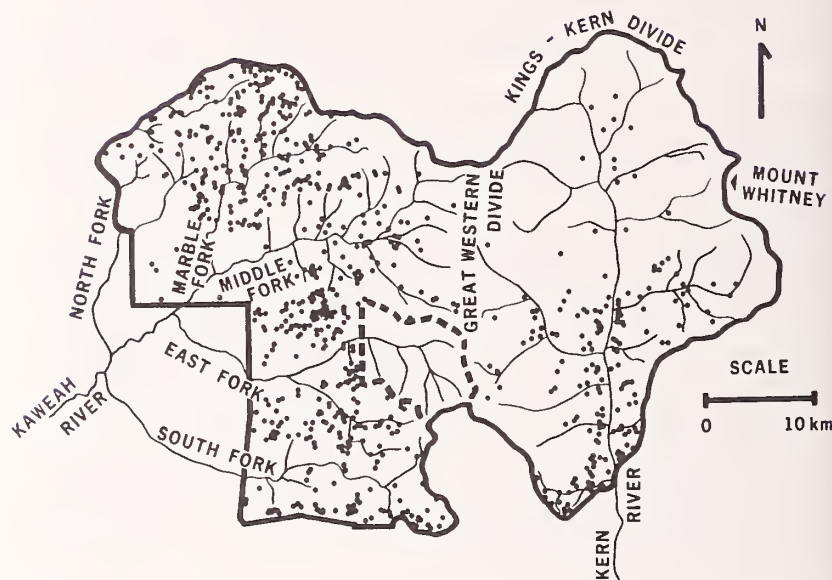 KINGS - KERN DIVIDE
N
MOUNT
WHITNEY
GREAT WESTERN
DIVIDE
NORTH FORK
MARBLE
FORK
MIDDLE
FORK
EAST FORK
KAWEAH
RIVER
SOUTH FORK
SCALE
0 10 km
KERN
RIVER